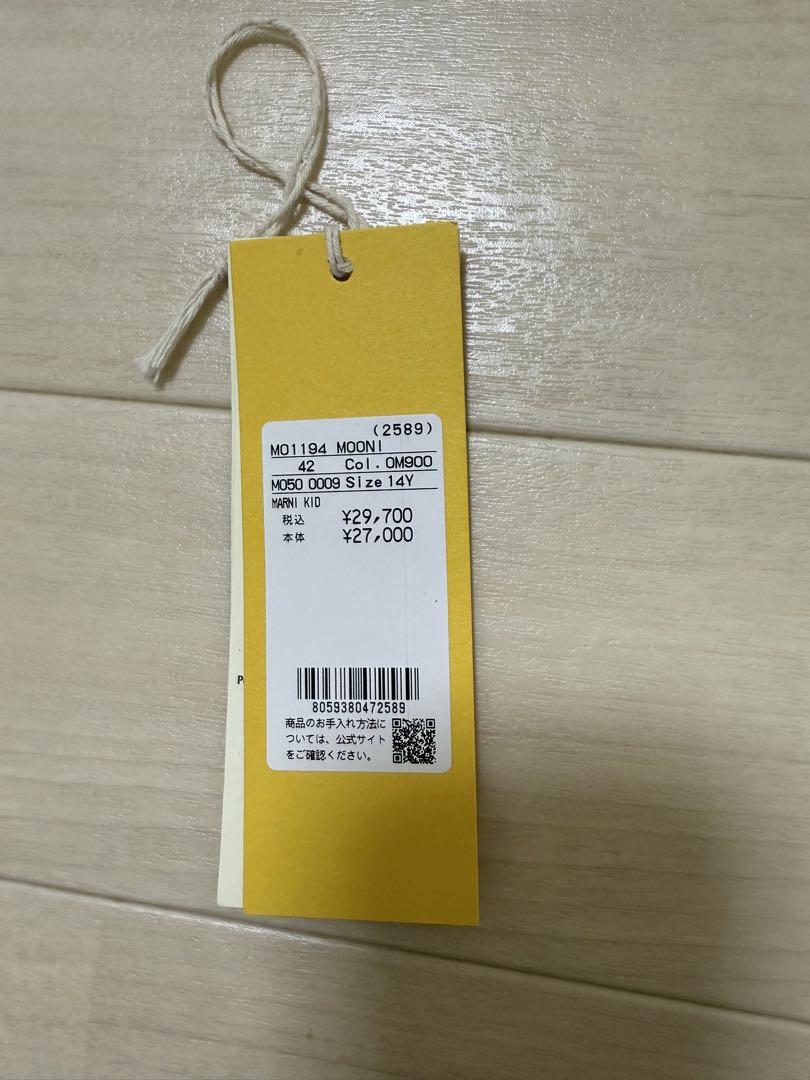 (2589)
M01194 MOONI
42 Col.0M900
M050 0009 Size 14Y
MARNI KID
税込 ¥29,700
本体 ¥27,000
8059380472589
商品のお手入れ方法に
ついては、公式サイト
をご確認ください。